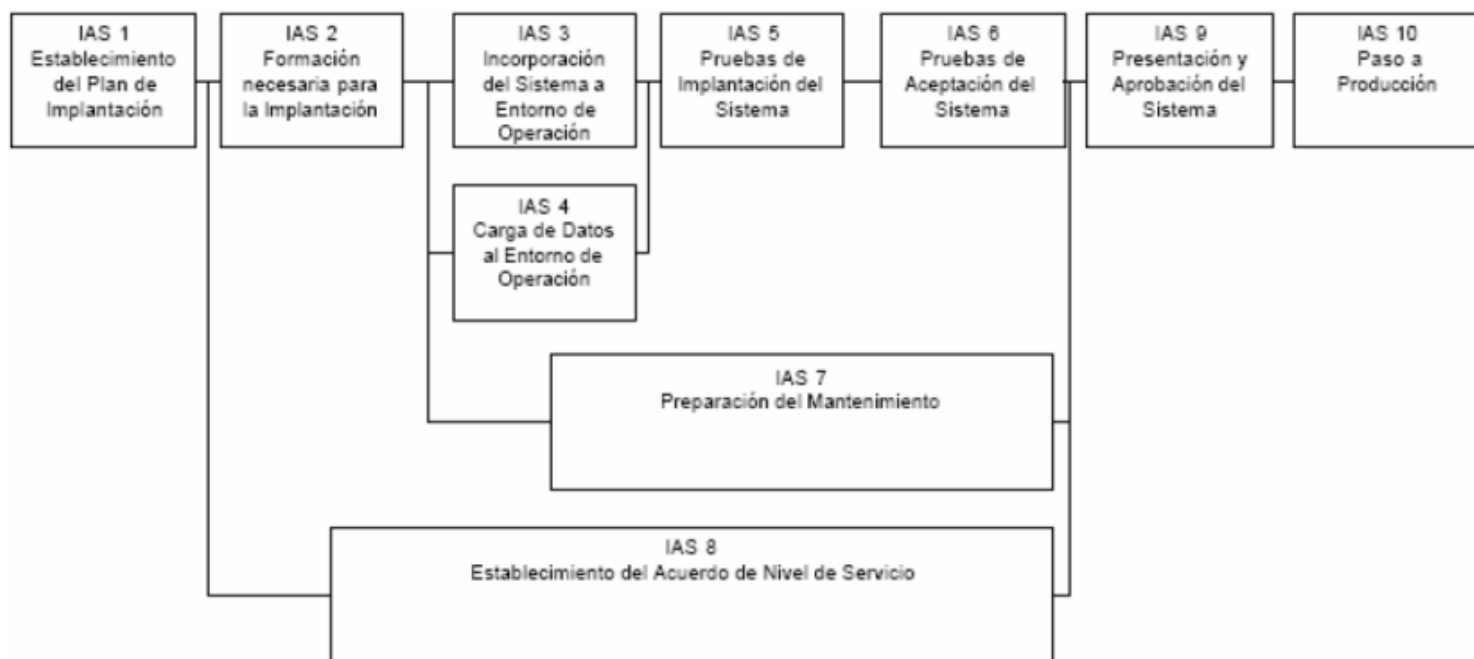 IAS 1
Establecimiento
del Plan de
Implantación
IAS 2
Formación
necesaria para
la Implantación
IAS 3
Incorporación
del Sistema a
Entorno de
Operación
IAS 5
Pruebas de
Implantación del
Sistema
IAS 6
Pruebas de
Aceptación del
Sistema
IAS 9
Presentación y
Aprobación del
Sistema
IAS 10
Paso a
Producción
IAS 4
Carga de Datos
al Entorno de
Operación
IAS 7
Preparación del Mantenimiento
IAS 8
Establecimiento del Acuerdo de Nivel de Servicio